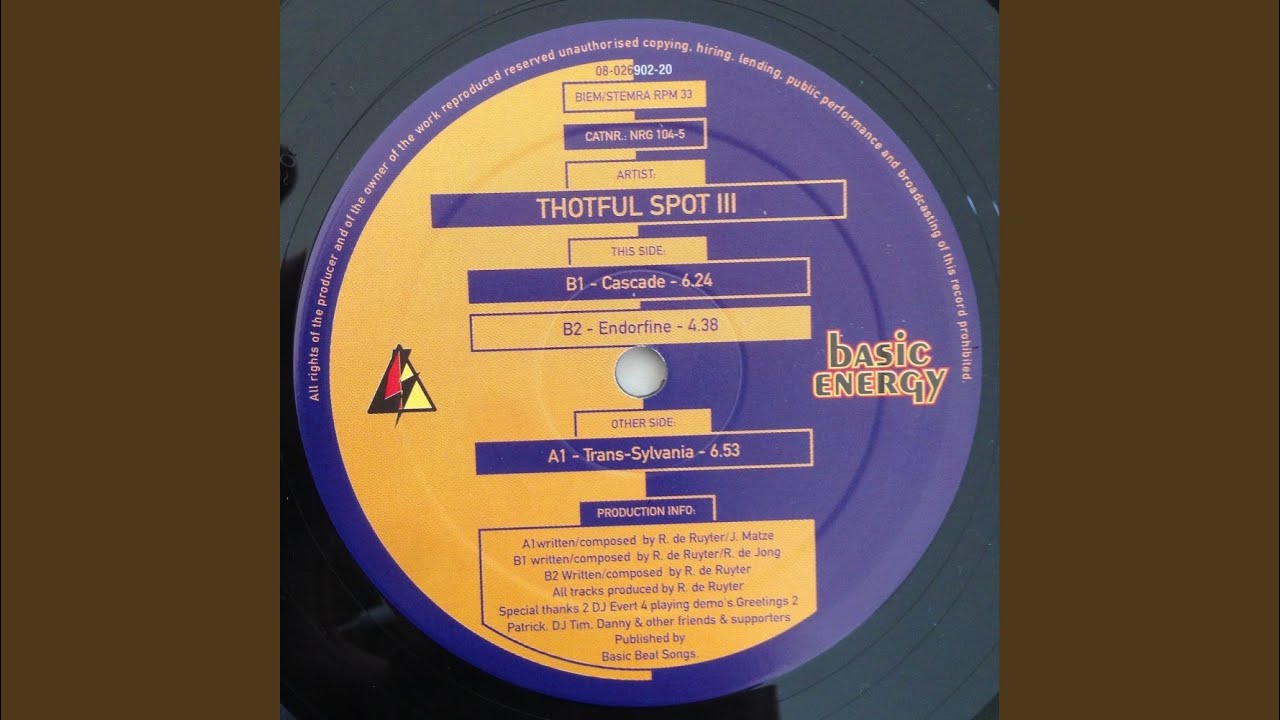 All rights of the producer and of the owner of the work reproduced reserved unauthorised copying, hiring, lending, public performance and broadcasting of this record prohibited.
08-026902-20
BIEM/STEMRA RPM 33
CATNR.: NRG 104-5
ARTIST:
THOTFUL SPOT III
THIS SIDE:
B1 - Cascade - 6.24
B2 - Endorfine - 4.38
basic
ENERGY
OTHER SIDE:
A1 - Trans-Sylvania - 6.53
PRODUCTION INFO:
A1written/composed by R. de Ruyter/J. Matze
B1 written/composed by R. de Ruyter/R. de Jong
B2 Written/composed by R. de Ruyter
All tracks produced by R. de Ruyter
Special thanks 2 DJ Evert 4 playing demo's.Greetings 2
Patrick. DJ Tim, Danny & other friends & supporters
Published by
Basic Beat Songs.